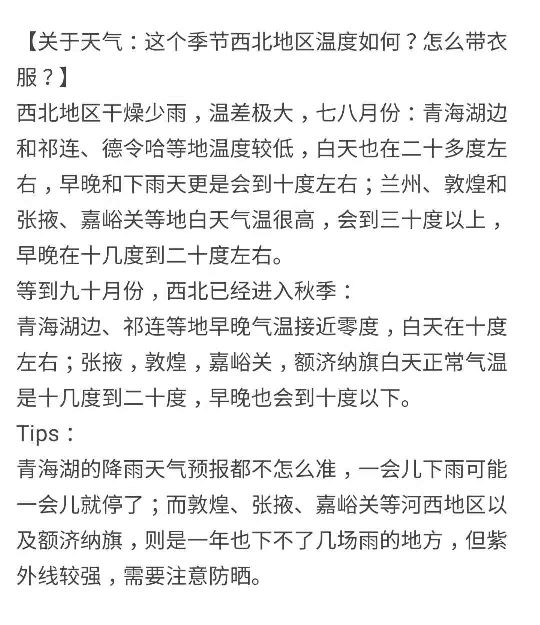 【关于天气：这个季节西北地区温度如何？怎么带衣
服？】
西北地区干燥少雨，温差极大，七八月份：青海湖边
和祁连、德令哈等地温度较低，白天也在二十多度左
右，早晚和下雨天更是会到十度左右；兰州、敦煌和
张掖、嘉峪关等地白天气温很高，会到三十度以上，
早晚在十几度到二十度左右。
等到九十月份，西北已经进入秋季：
青海湖边、祁连等地早晚气温接近零度，白天在十度
左右；张掖，敦煌，嘉峪关，额济纳旗白天正常气温
是十几度到二十度，早晚也会到十度以下。
Tips：
青海湖的降雨天气预报都不怎么准，一会儿下雨可能
一会儿就停了；而敦煌、张掖、嘉峪关等河西地区以
及额济纳旗，则是一年也下不了几场雨的地方，但紫
外线较强，需要注意防晒。